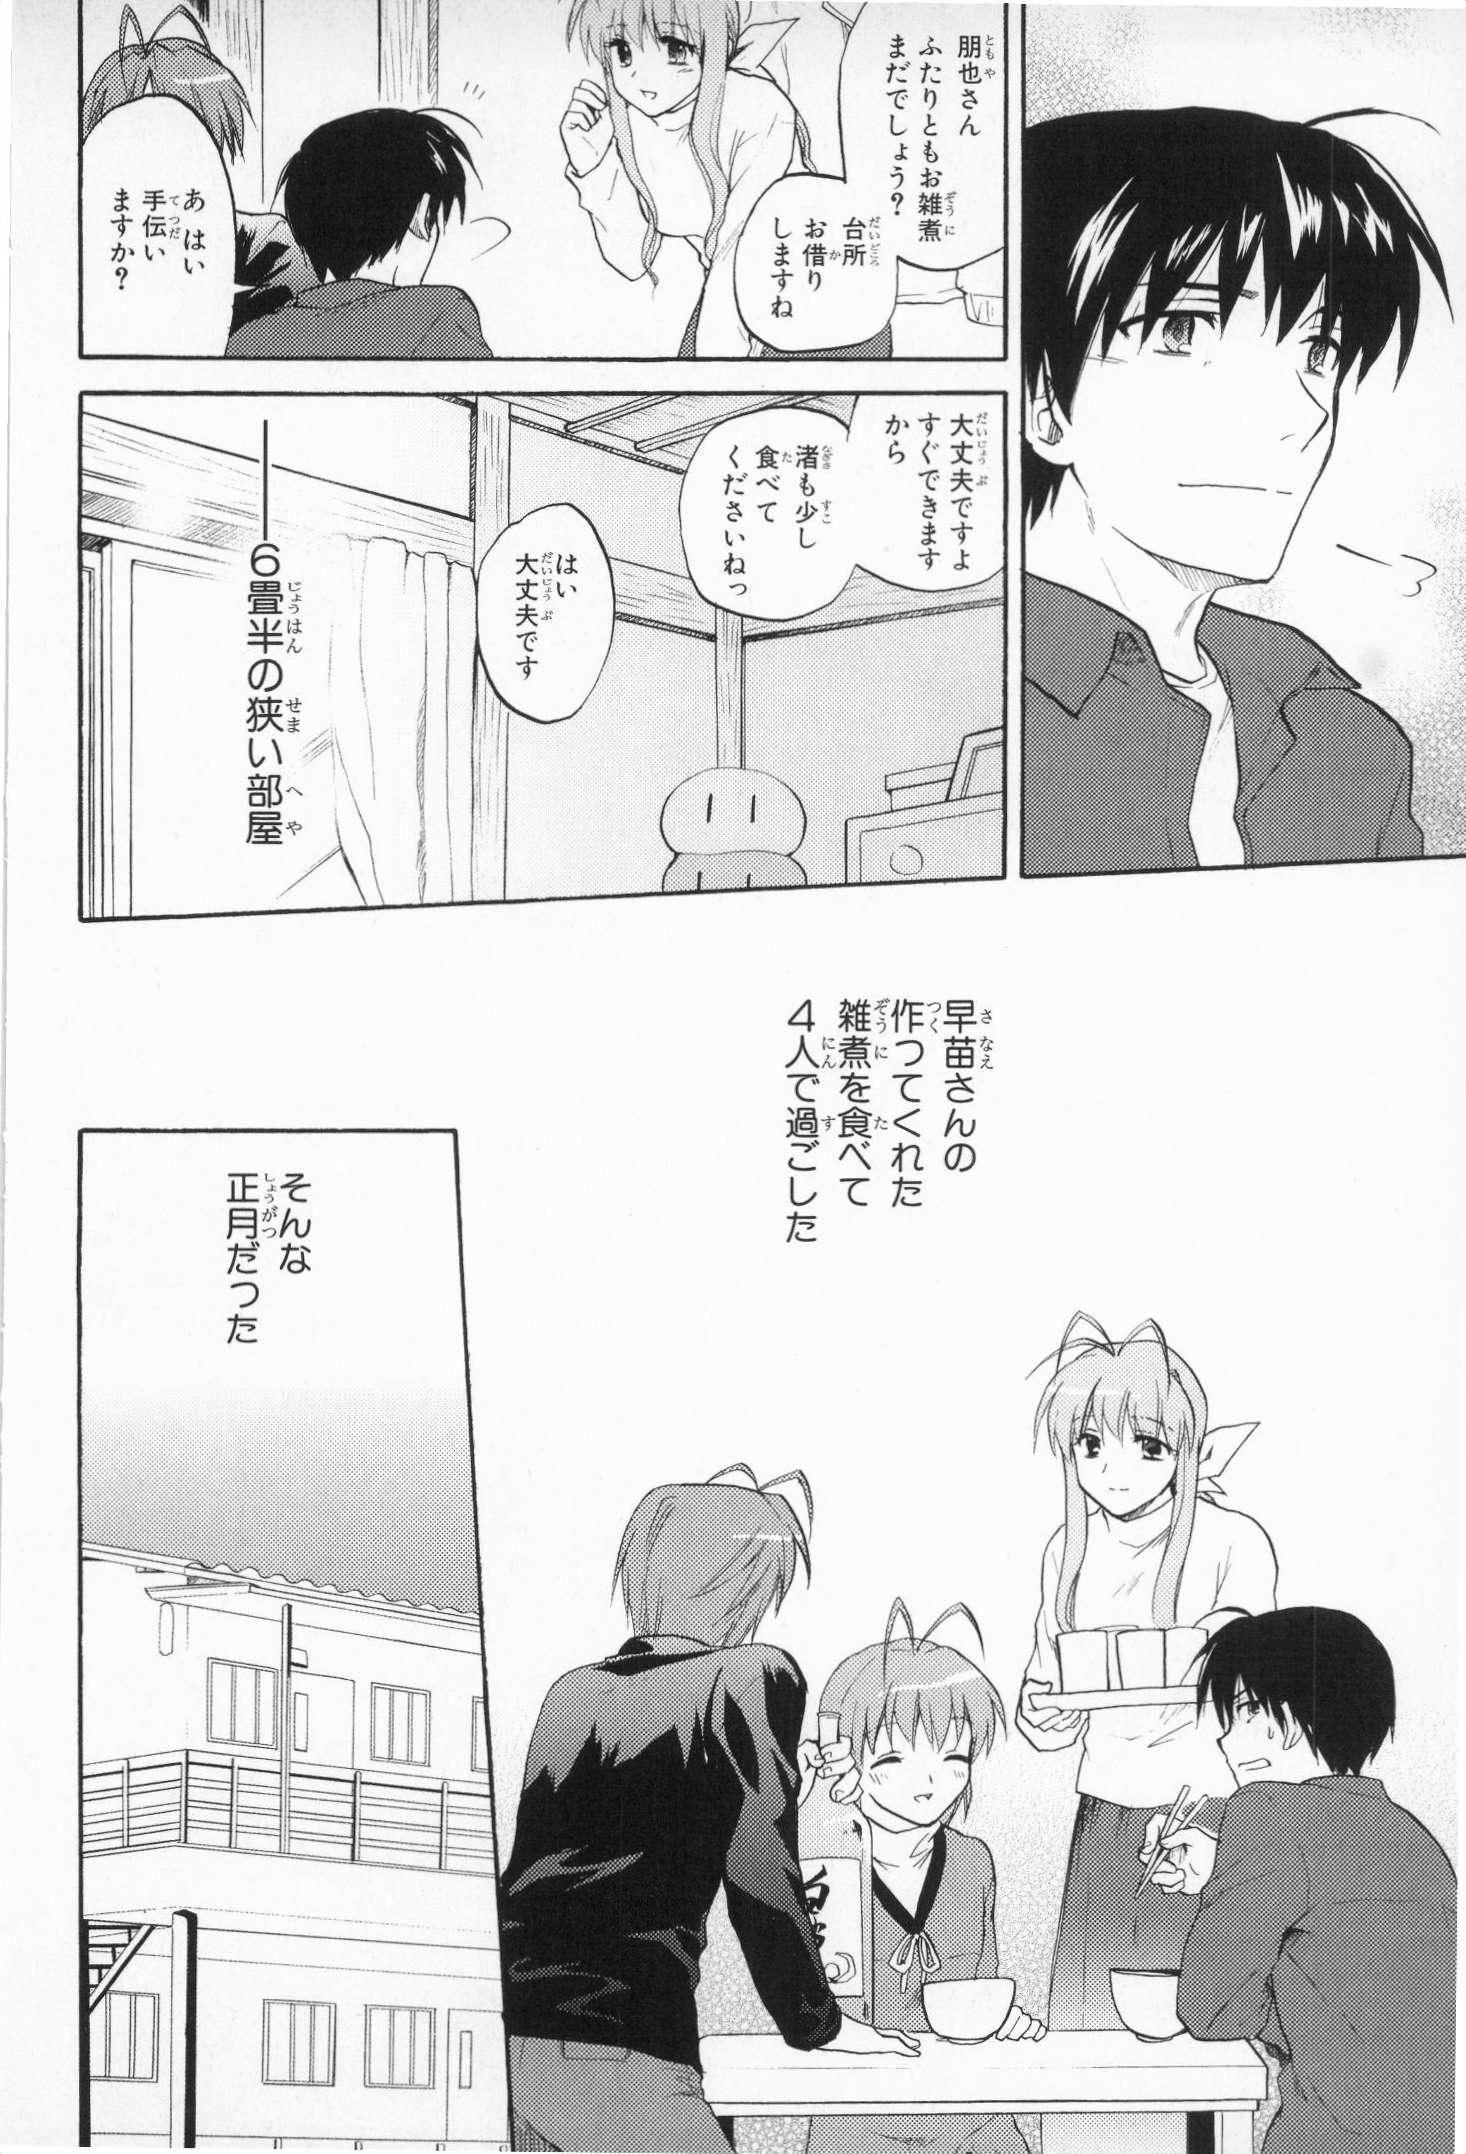 朋也さん
ふたりともお雑煮
まだでしょう?
台所
お借り
しますね
あ はい
手伝い
ますか?
大丈夫ですよ
すぐできます
から
渚も少し
食べて
くださいねっ
はい
大丈夫です
――6畳半の狭い部屋
早苗さんの
作ってくれた
雑煮を食べて
4人で過ごした
そんな
正月だった